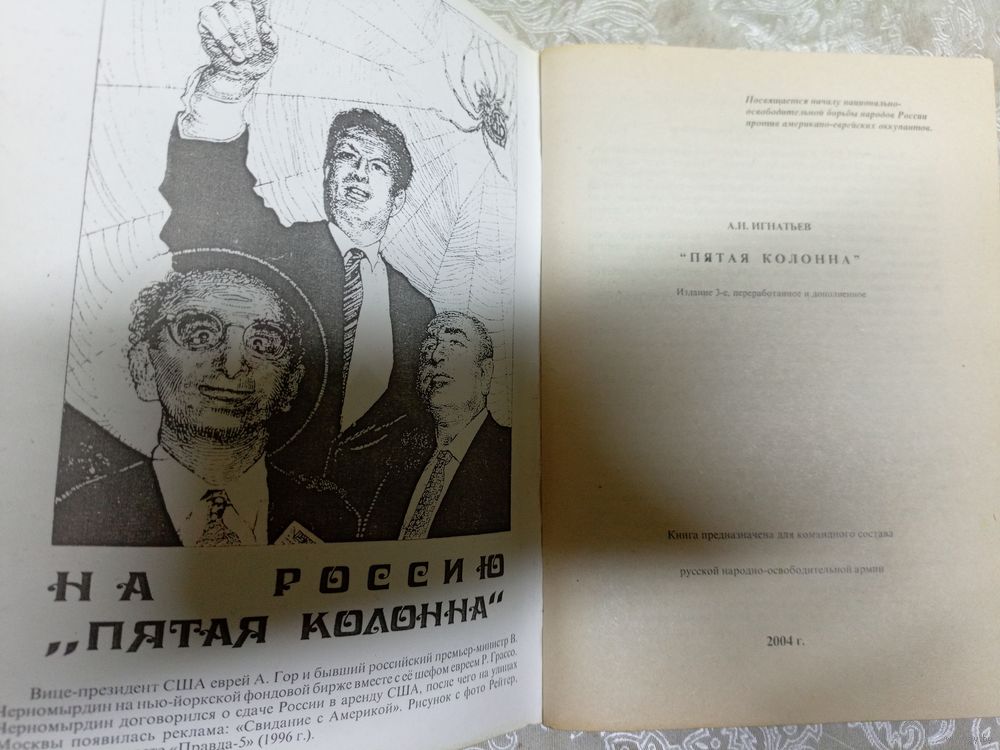 НА РОССИЮ
„ПЯТАЯ КОЛОННА“
Вице-президент США еврей А. Гор и бывший российский премьер-министр В.
Черномырдин на нью-йоркской фондовой бирже вместе с её шефом евреем Р. Грассо.
Черномырдин договорился о сдаче России в аренду США, после чего на улицах
Москвы появилась реклама: «Свидание с Америкой». Рисунок с фото Рейтер,
«Правда-5» (1996 г.).
Посвящается началу национально-
освободительной борьбы народов России
против американо-еврейских оккупантов.
А.Н. ИГНАТЬЕВ
"ПЯТАЯ КОЛОННА"
Издание 3-е, переработанное и дополненное
Книга предназначена для командного состава
русской народно-освободительной армии
2004 г.